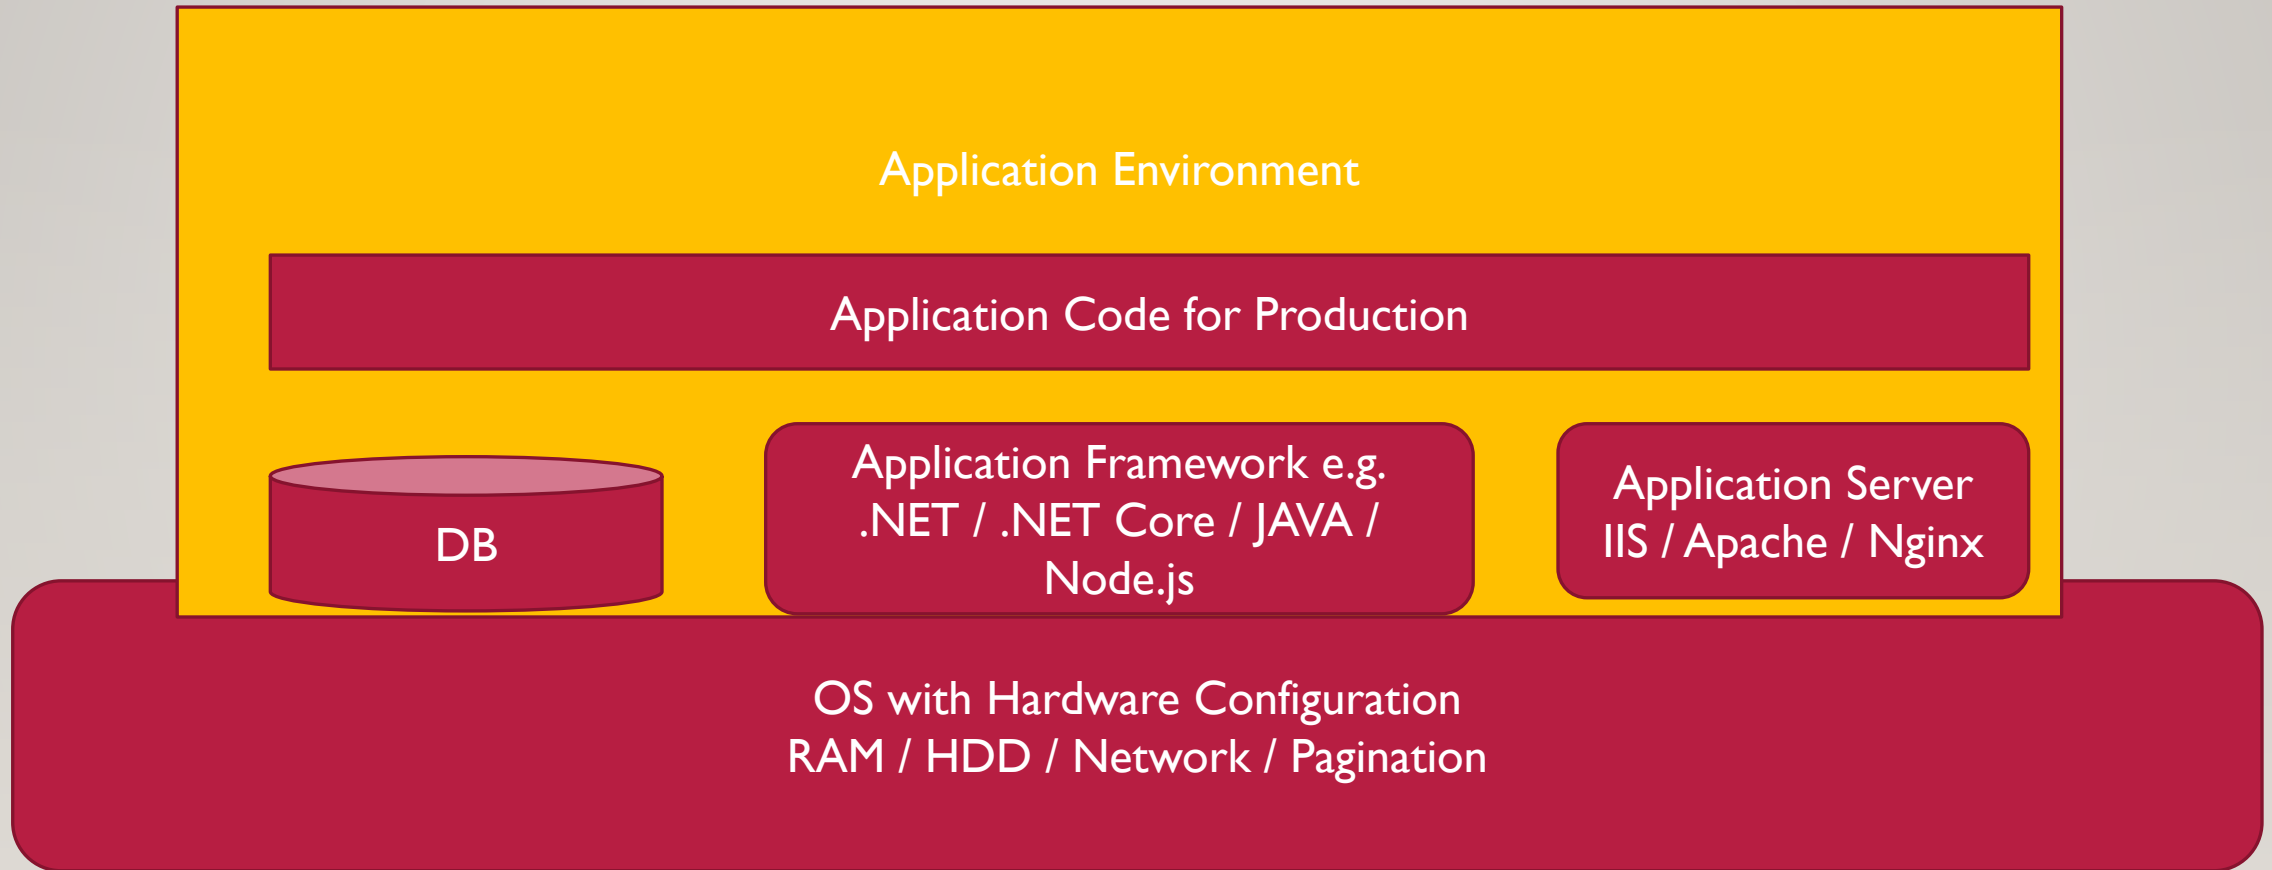 Application Environment
Application Code for Production
DB
Application Framework e.g.
.NET / .NET Core / JAVA /
Node.js
Application Server
IIS / Apache / Nginx
OS with Hardware Configuration
RAM / HDD / Network / Pagination